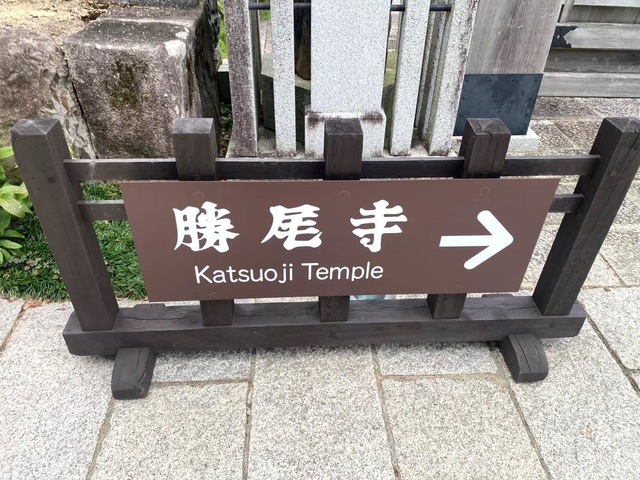 勝尾寺
Katsuoji Temple